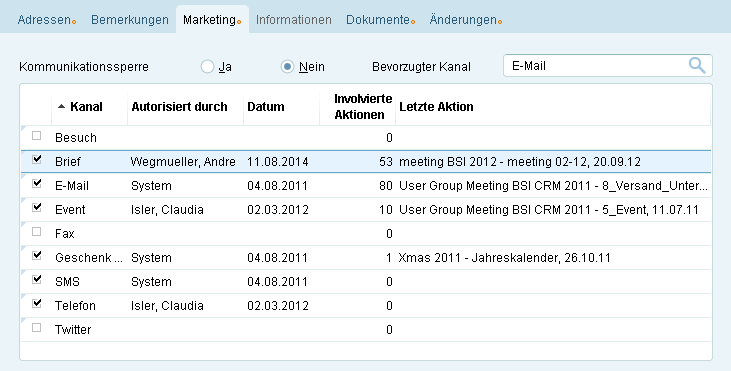 Adressen Bemerkungen Marketing Informationen Dokumente Änderungen
Kommunikationssperre Ja Nein Bevorzugter Kanal E-Mail
Kanal Autorisiert durch Datum Involvierte Aktionen Letzte Aktion
Besuch 0
Brief Wegmueller, Andre 11.08.2014 53 meeting BSI 2012 - meeting 02-12, 20.09.12
E-Mail System 04.08.2011 80 User Group Meeting BSI CRM 2011 - 8_Versand_Unter...
Event Isler, Claudia 02.03.2012 10 User Group Meeting BSI CRM 2011 - 5_Event, 11.07.11
Fax 0
Geschenk ... System 04.08.2011 1 Xmas 2011 - Jahreskalender, 26.10.11
SMS System 04.08.2011 0
Telefon Isler, Claudia 02.03.2012 0
Twitter 0